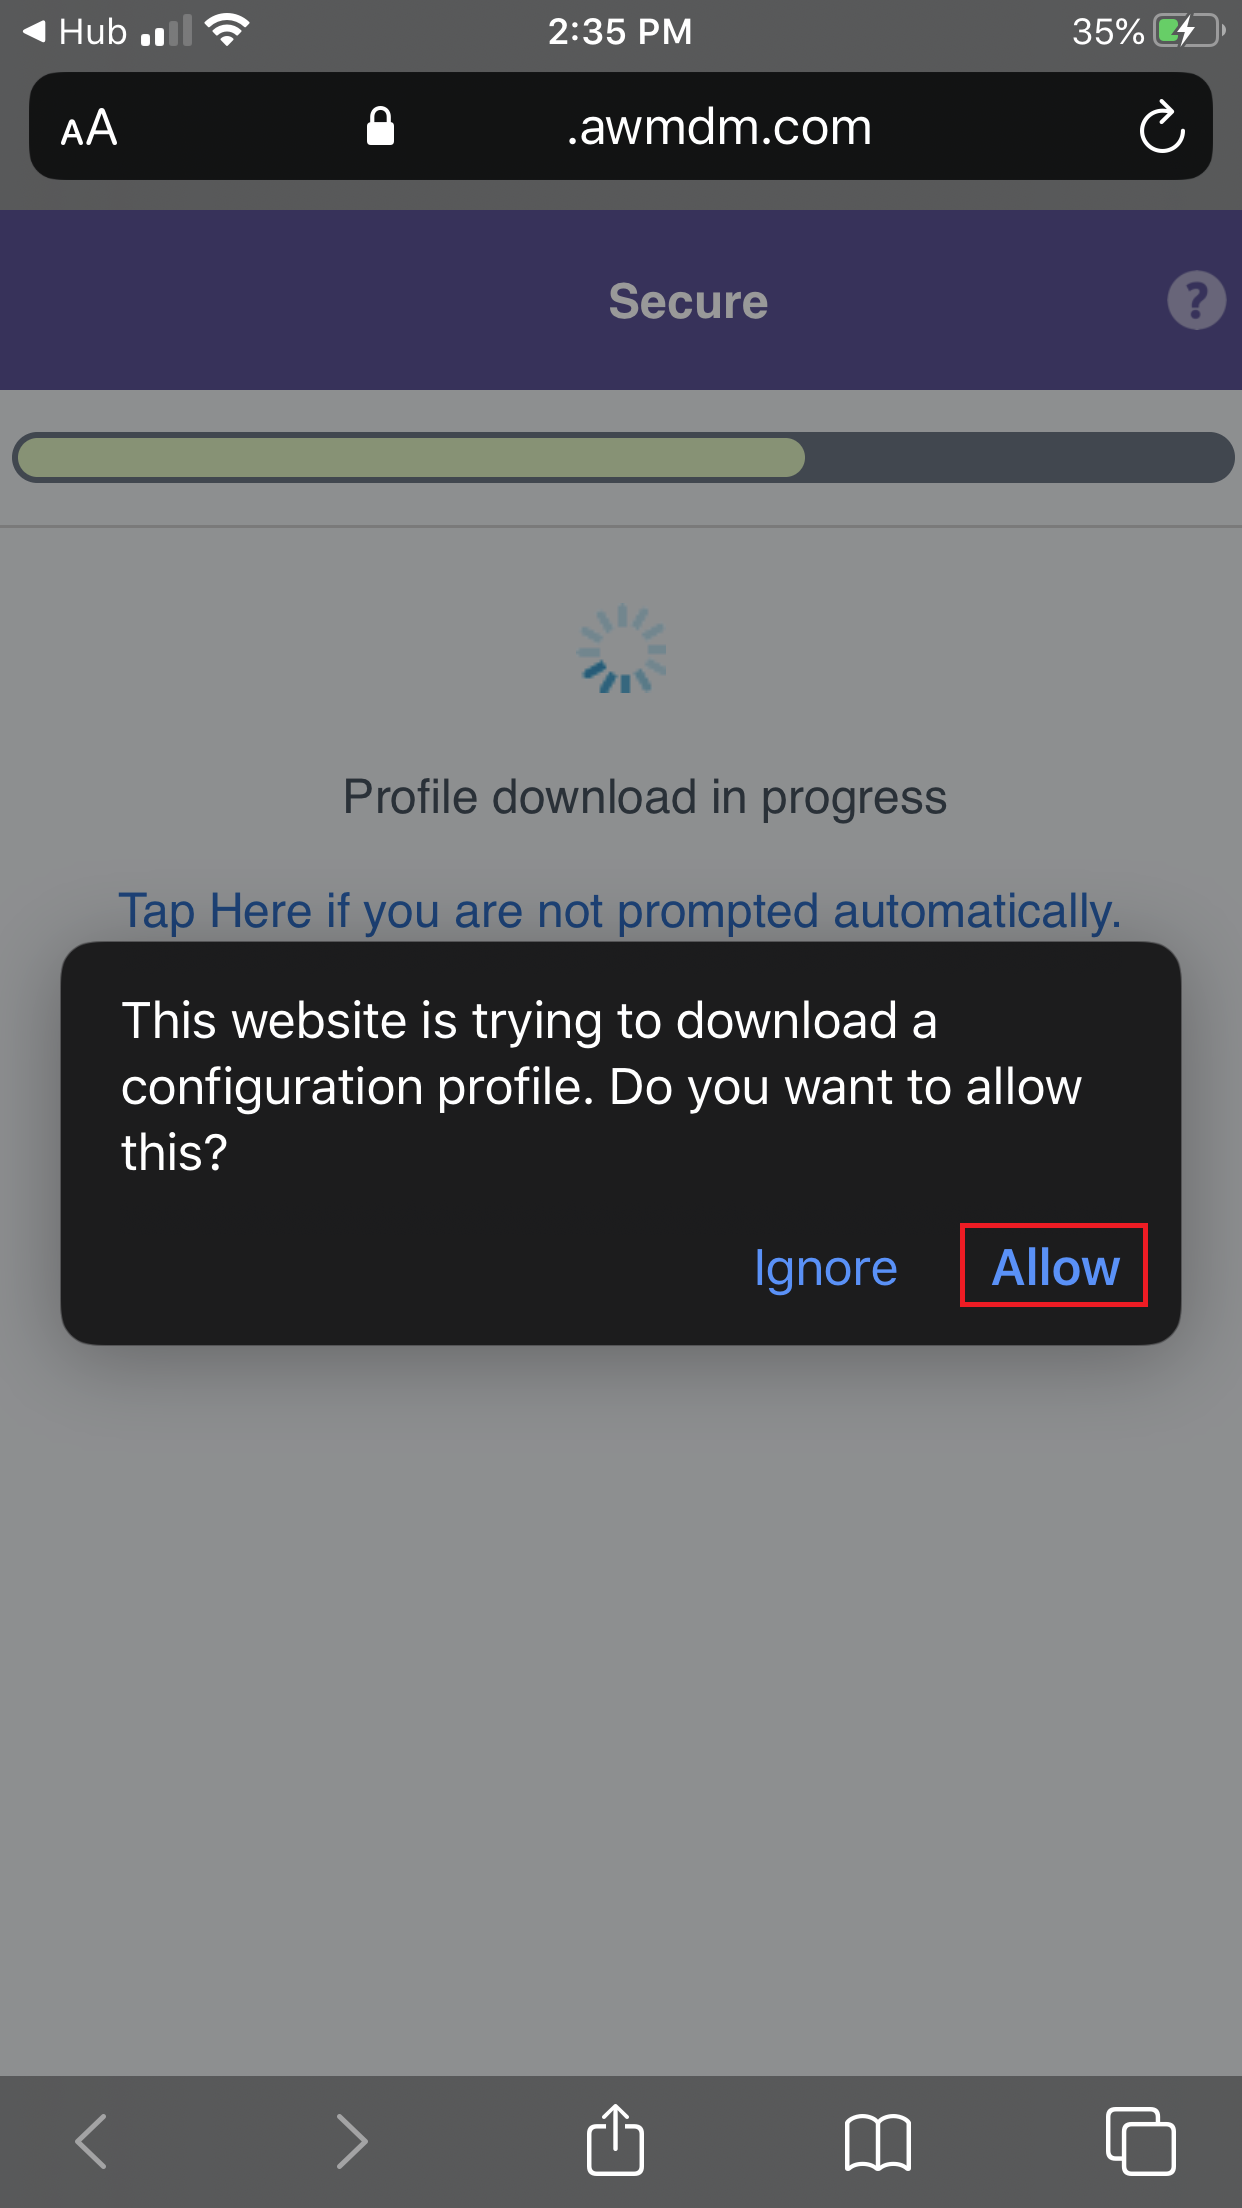 Hub 2:35 PM 35%
AA .awmdm.com
Secure ?
Profile download in progress
Tap Here if you are not prompted automatically.
This website is trying to download a
configuration profile. Do you want to allow
this?
Ignore Allow